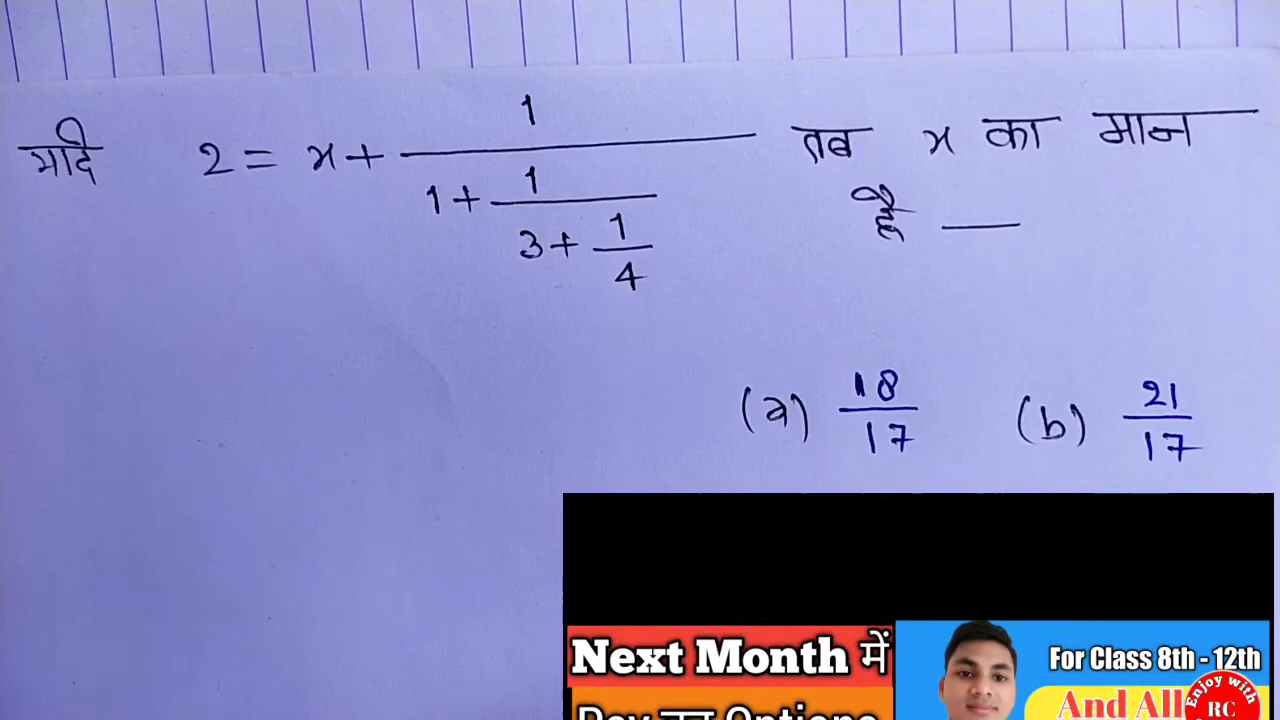 यदि 2 = x + 1/(1 + 1/(3 + 1/4)) तब x का मान
है ___
(a) 18/17 (b) 21/17
Next Month में
For Class 8th - 12th
And All
Enjoy with
RC